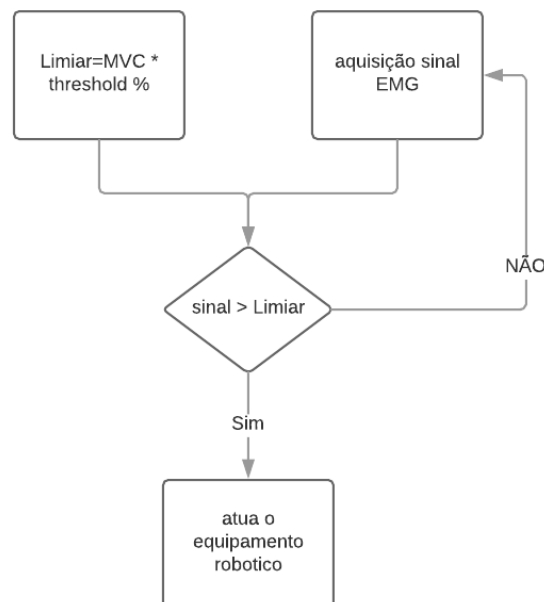 Limiar=MVC *
threshold %
aquisição sinal
EMG
NÃO
sinal > Limiar
Sim
atua o
equipamento
robotico